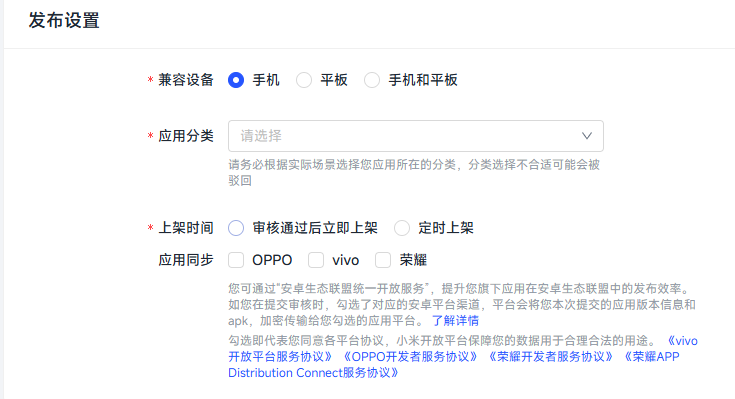 发布设置
* 兼容设备 手机 平板 手机和平板
* 应用分类 请选择
请务必根据实际场景选择您应用所在的分类，分类选择不合适可能会被
驳回
* 上架时间 审核通过后立即上架 定时上架
应用同步 OPPO vivo 荣耀
您可通过“安卓生态联盟统一开放服务”，提升您旗下应用在安卓生态联盟中的发布效率。
如您在提交审核时，勾选了对应的安卓平台渠道，平台会将您本次提交的应用版本信息和
apk，加密传输给您勾选的应用平台。 了解详情
勾选即代表您同意各平台协议，小米开放平台保障您的数据用于合理合法的用途。 《vivo
开放平台服务协议》 《OPPO开发者服务协议》 《荣耀开发者服务协议》 《荣耀APP
Distribution Connect服务协议》